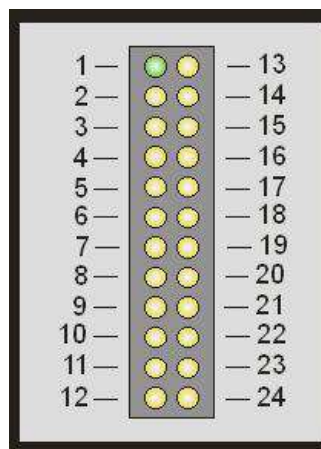 1 — — 13
2 — — 14
3 — — 15
4 — — 16
5 — — 17
6 — — 18
7 — — 19
8 — — 20
9 — — 21
10 — — 22
11 — — 23
12 — — 24